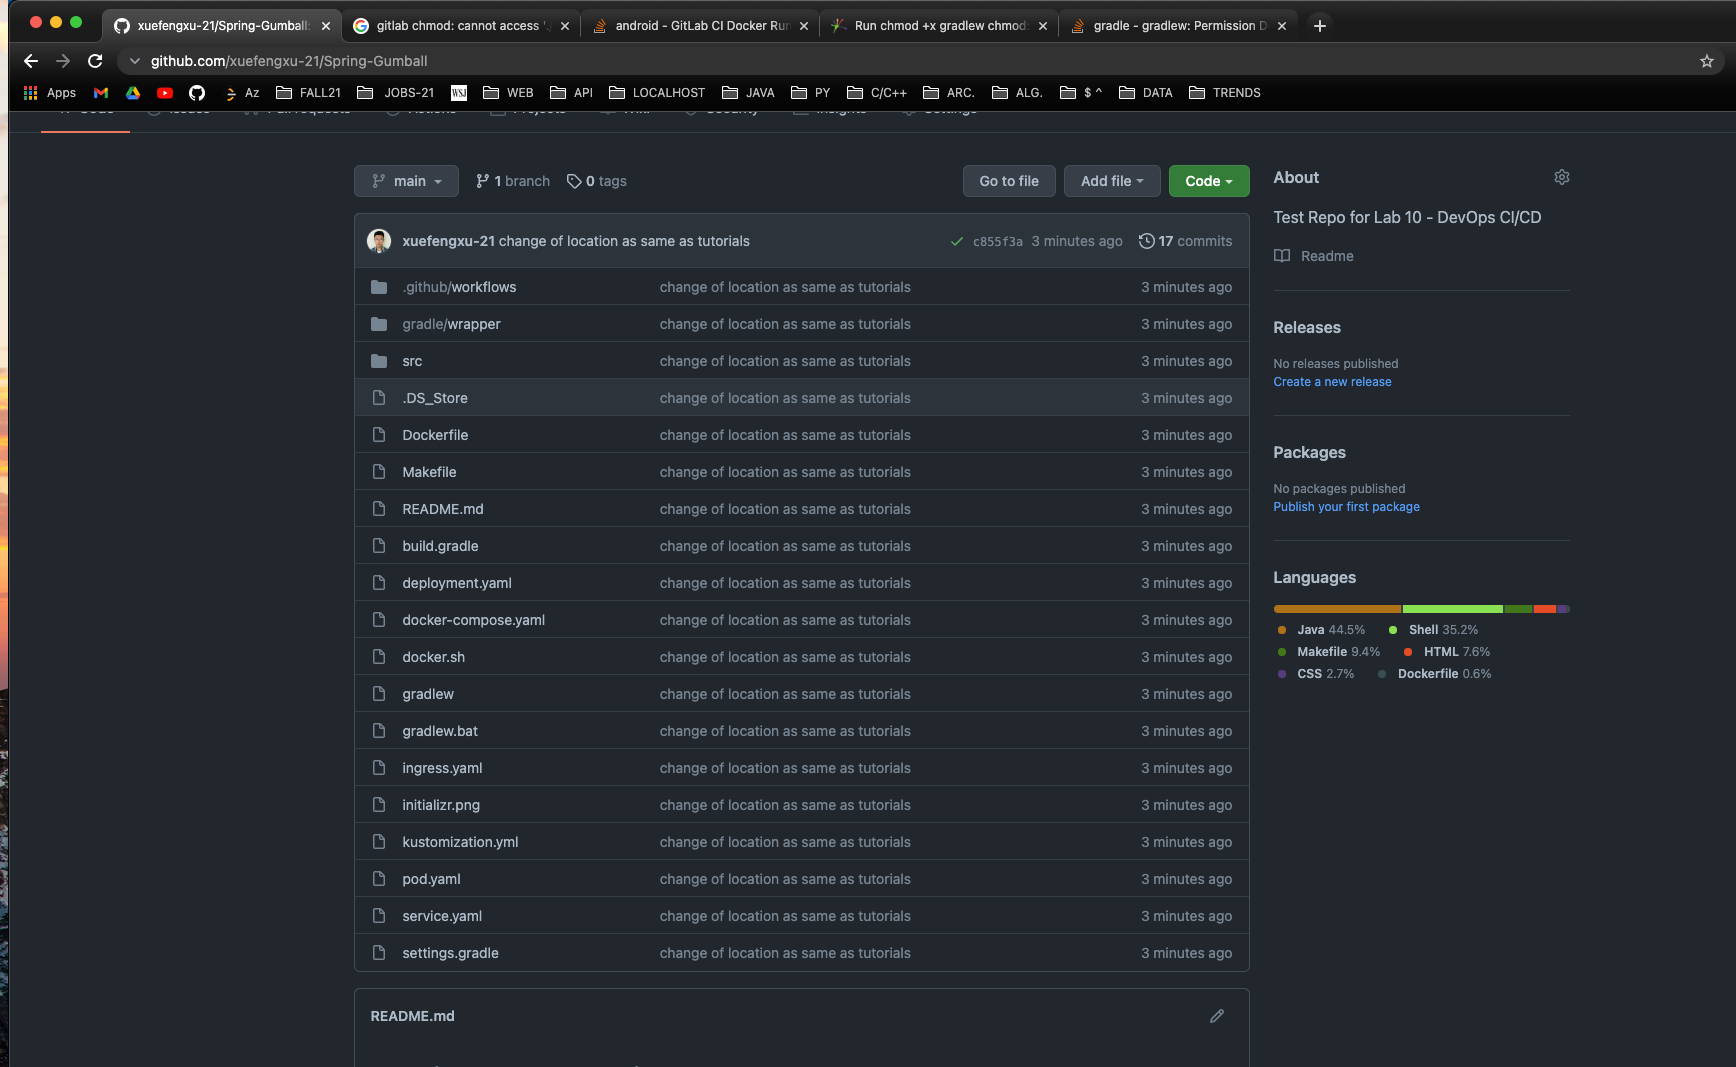 xuefengxu-21/Spring-Gumball:
gitlab chmod: cannot access './
android - GitLab CI Docker Run
Run chmod +x gradlew chmod:
gradle - gradlew: Permission D
github.com/xuefengxu-21/Spring-Gumball
Apps Az FALL21 JOBS-21 WSJ WEB API LOCALHOST JAVA PY C/C++ ARC. ALG. $ ^ DATA TRENDS
main 1 branch 0 tags Go to file Add file Code
xuefengxu-21 change of location as same as tutorials c855f3a 3 minutes ago 17 commits
.github/workflows change of location as same as tutorials 3 minutes ago
gradle/wrapper change of location as same as tutorials 3 minutes ago
src change of location as same as tutorials 3 minutes ago
.DS_Store change of location as same as tutorials 3 minutes ago
Dockerfile change of location as same as tutorials 3 minutes ago
Makefile change of location as same as tutorials 3 minutes ago
README.md change of location as same as tutorials 3 minutes ago
build.gradle change of location as same as tutorials 3 minutes ago
deployment.yaml change of location as same as tutorials 3 minutes ago
docker-compose.yaml change of location as same as tutorials 3 minutes ago
docker.sh change of location as same as tutorials 3 minutes ago
gradlew change of location as same as tutorials 3 minutes ago
gradlew.bat change of location as same as tutorials 3 minutes ago
ingress.yaml change of location as same as tutorials 3 minutes ago
initializr.png change of location as same as tutorials 3 minutes ago
kustomization.yml change of location as same as tutorials 3 minutes ago
pod.yaml change of location as same as tutorials 3 minutes ago
service.yaml change of location as same as tutorials 3 minutes ago
settings.gradle change of location as same as tutorials 3 minutes ago
README.md
About
Test Repo for Lab 10 - DevOps CI/CD
Readme
Releases
No releases published
Create a new release
Packages
No packages published
Publish your first package
Languages
Java 44.5% Shell 35.2%
Makefile 9.4% HTML 7.6%
CSS 2.7% Dockerfile 0.6%